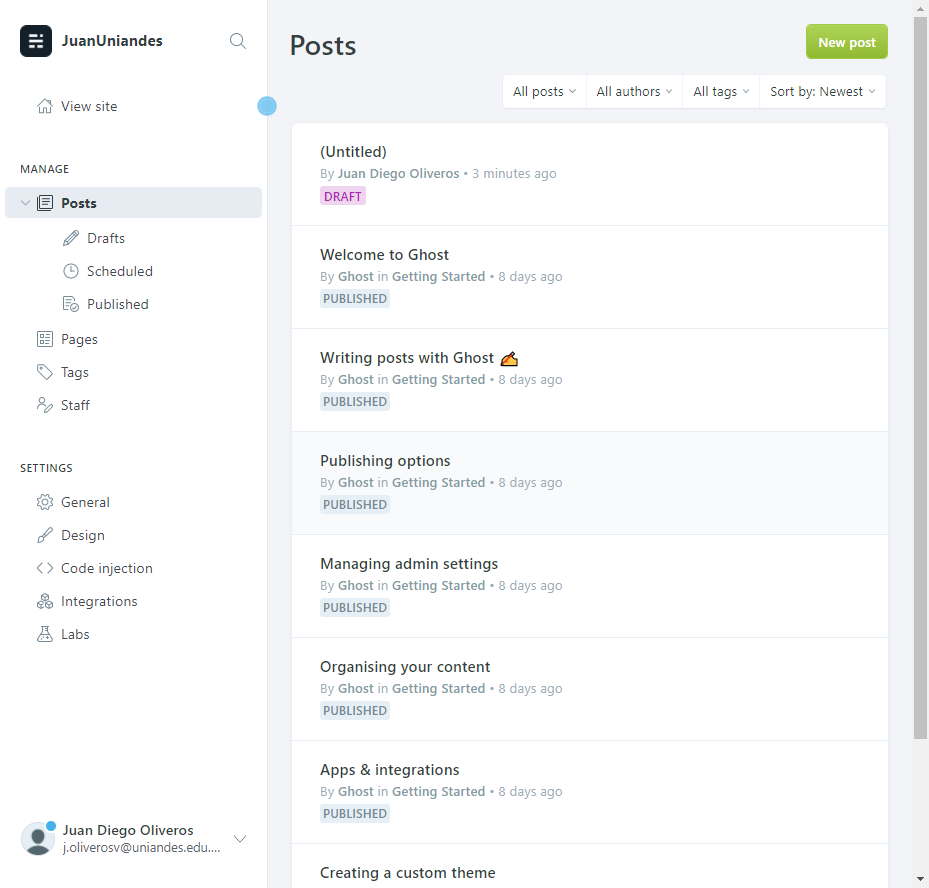 JuanUniandes
View site
MANAGE
Posts
Drafts
Scheduled
Published
Pages
Tags
Staff
SETTINGS
General
Design
Code injection
Integrations
Labs
Juan Diego Oliveros
j.oliverosv@uniandes.edu....
Posts
New post
All posts All authors All tags Sort by: Newest
(Untitled)
By Juan Diego Oliveros • 3 minutes ago
DRAFT
Welcome to Ghost
By Ghost in Getting Started • 8 days ago
PUBLISHED
Writing posts with Ghost ✍️
By Ghost in Getting Started • 8 days ago
PUBLISHED
Publishing options
By Ghost in Getting Started • 8 days ago
PUBLISHED
Managing admin settings
By Ghost in Getting Started • 8 days ago
PUBLISHED
Organising your content
By Ghost in Getting Started • 8 days ago
PUBLISHED
Apps & integrations
By Ghost in Getting Started • 8 days ago
PUBLISHED
Creating a custom theme